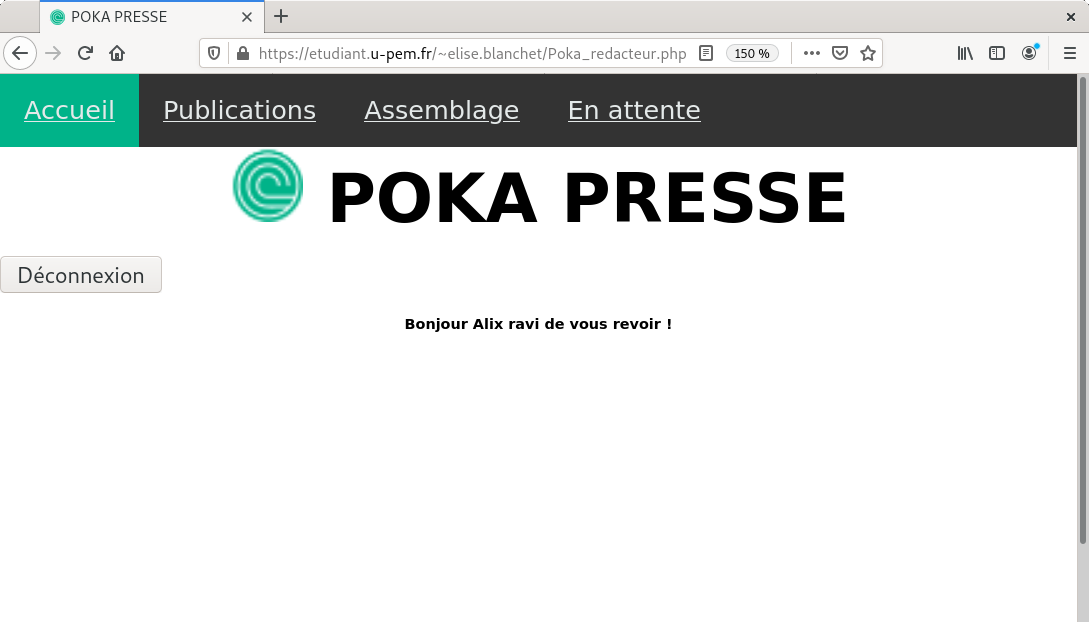 POKA PRESSE
https://etudiant.u-pem.fr/~elise.blanchet/Poka_redacteur.php 150 %
Accueil Publications Assemblage En attente
POKA PRESSE
Déconnexion
Bonjour Alix ravi de vous revoir !